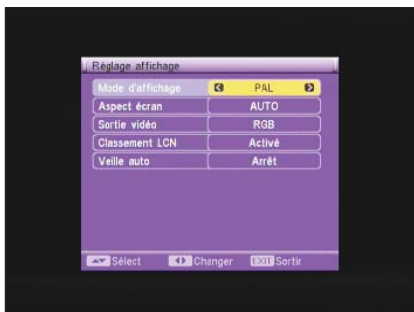 Réglage affichage
Mode d'affichage PAL
Aspect écran AUTO
Sortie vidéo RGB
Classement LCN Activé
Veille auto Arrêt
Sélect Changer EXIT Sortir